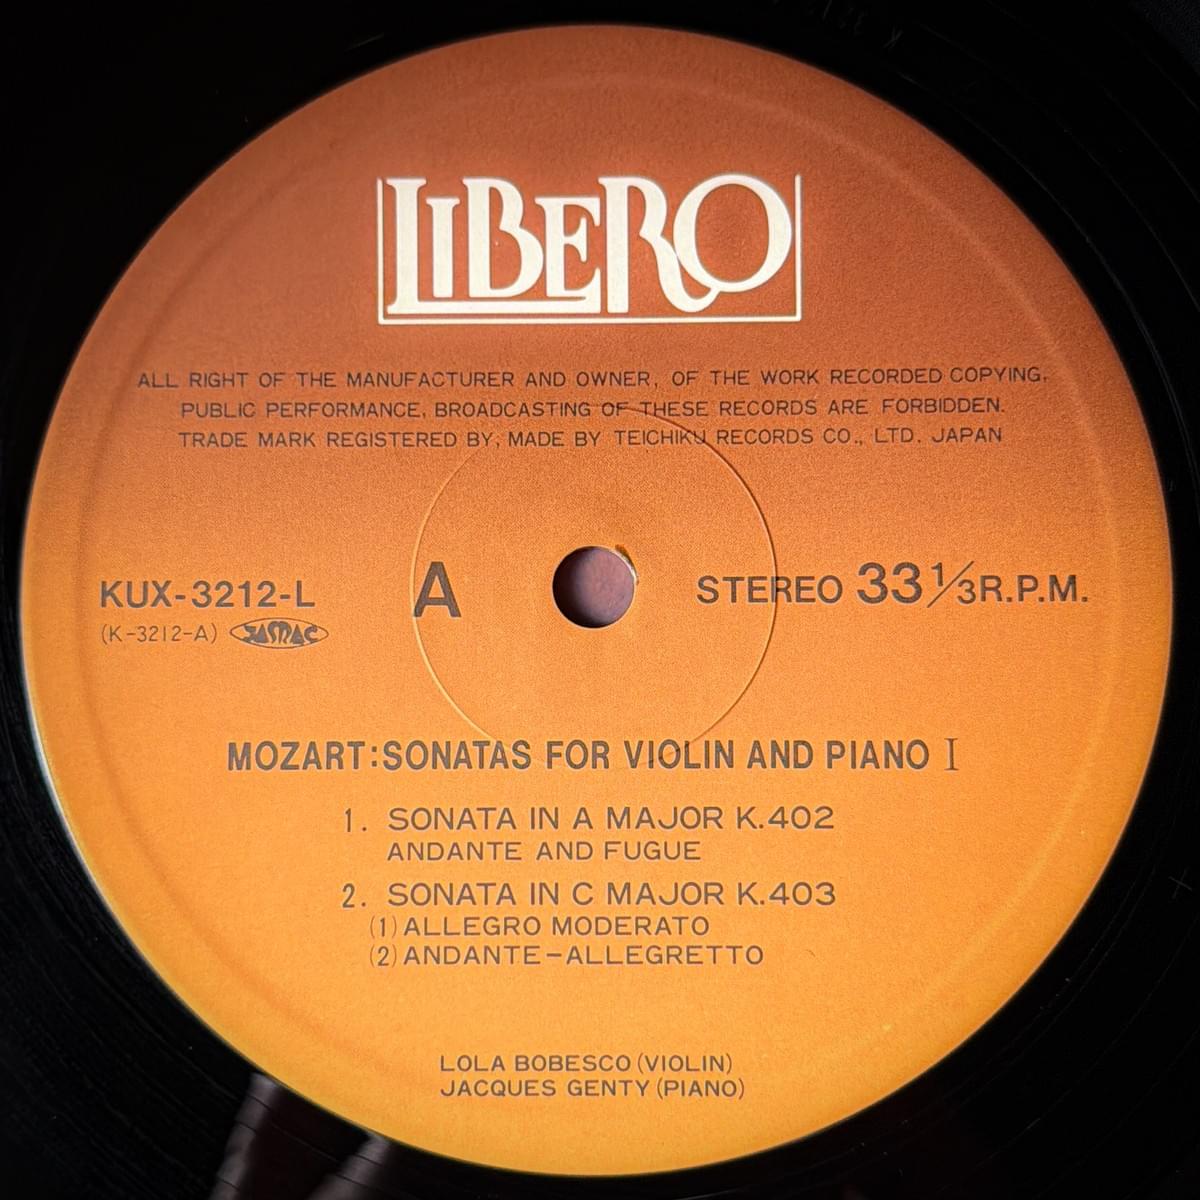 LIBERO
ALL RIGHT OF THE MANUFACTURER AND OWNER, OF THE WORK RECORDED COPYING,
PUBLIC PERFORMANCE, BROADCASTING OF THESE RECORDS ARE FORBIDDEN.
TRADE MARK REGISTERED BY, MADE BY TEICHIKU RECORDS CO., LTD. JAPAN
KUX-3212-L A STEREO 33 1/3 R.P.M.
(K-3212-A) JASRAC
MOZART:SONATAS FOR VIOLIN AND PIANO I
1. SONATA IN A MAJOR K.402
ANDANTE AND FUGUE
2. SONATA IN C MAJOR K.403
(1) ALLEGRO MODERATO
(2) ANDANTE-ALLEGRETTO
LOLA BOBESCO (VIOLIN)
JACQUES GENTY (PIANO)